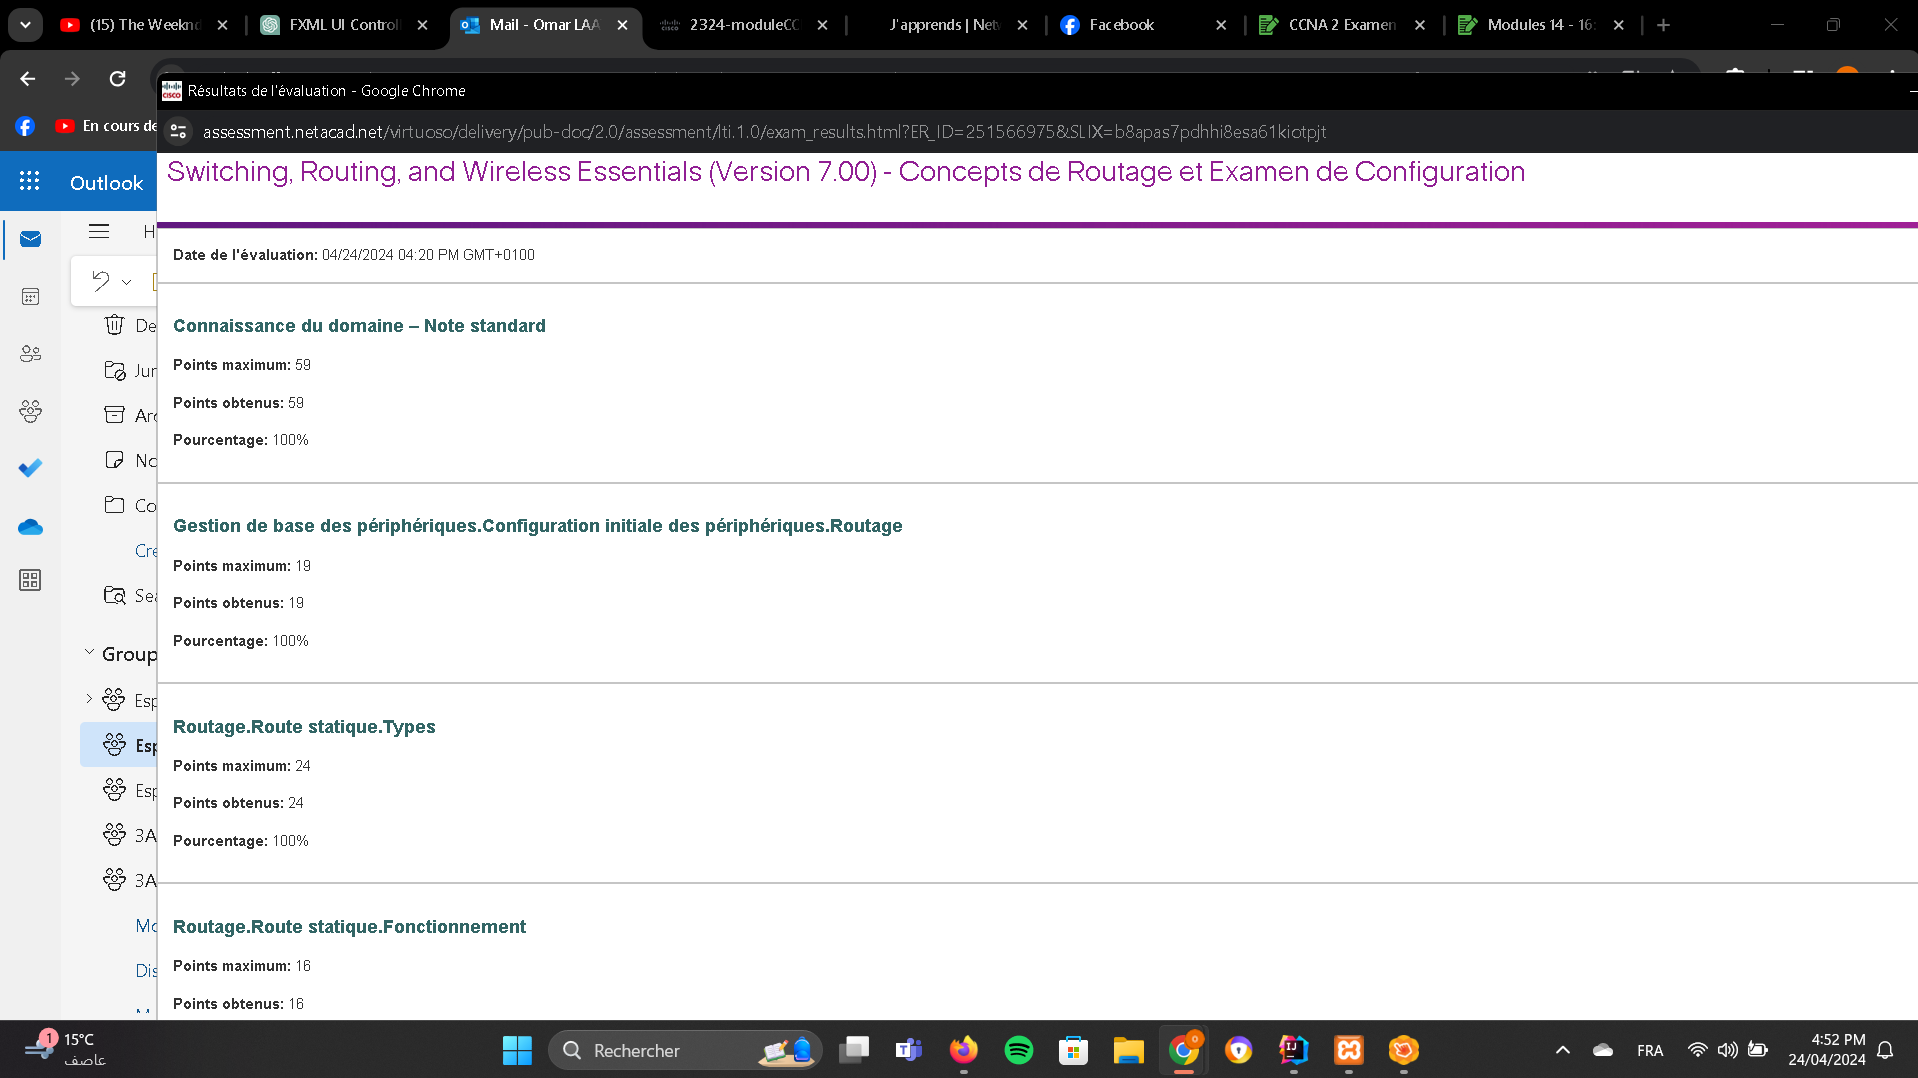 (15) The Weeknd
FXML UI Controll
Mail - Omar LAA
2324-moduleCC
J'apprends | Net
Facebook
CCNA 2 Examen
Modules 14 - 16:
Résultats de l'évaluation - Google Chrome
En cours de
assessment.netacad.net/virtuoso/delivery/pub-doc/2.0/assessment/lti.1.0/exam_results.html?ER_ID=251566975&SLIX=b8apas7pdhhi8esa61kiotpjt
Outlook
Switching, Routing, and Wireless Essentials (Version 7.00) - Concepts de Routage et Examen de Configuration
H
Date de l'évaluation: 04/24/2024 04:20 PM GMT+0100
De
Connaissance du domaine – Note standard
Jun
Points maximum: 59
Arc
Points obtenus: 59
No
Pourcentage: 100%
Co
Gestion de base des périphériques.Configuration initiale des périphériques.Routage
Cre
Points maximum: 19
Sea
Points obtenus: 19
Group
Pourcentage: 100%
Esp
Routage.Route statique.Types
Esp
Points maximum: 24
Esp
Points obtenus: 24
3A
Pourcentage: 100%
3A
Routage.Route statique.Fonctionnement
Mo
Points maximum: 16
Dis
Points obtenus: 16
1
15°C
عاصف
Rechercher
FRA
4:52 PM
24/04/2024